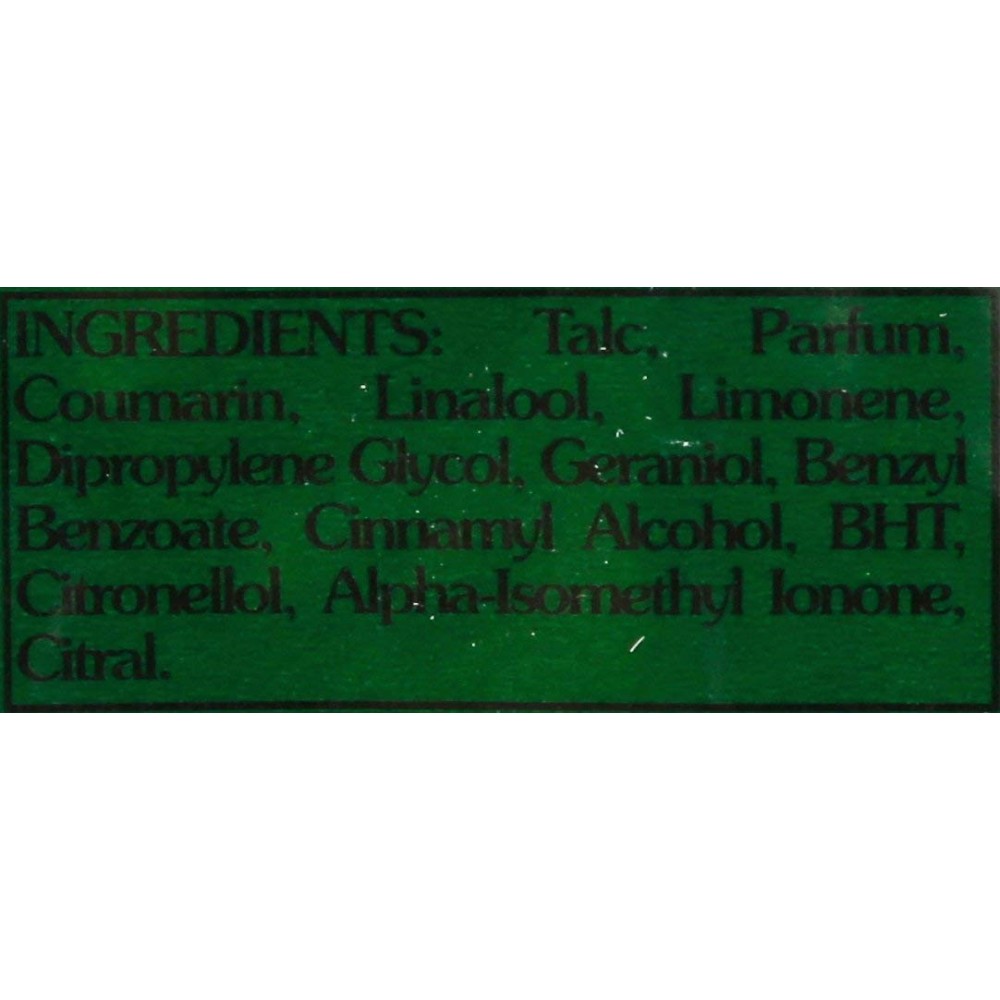 INGREDIENTS: Talc, Parfum,
Coumarin, Linalool, Limonene,
Dipropylene Glycol, Geraniol, Benzyl
Benzoate, Cinnamyl Alcohol, BHT,
Citronellol, Alpha-Isomethyl Ionone,
Citral.